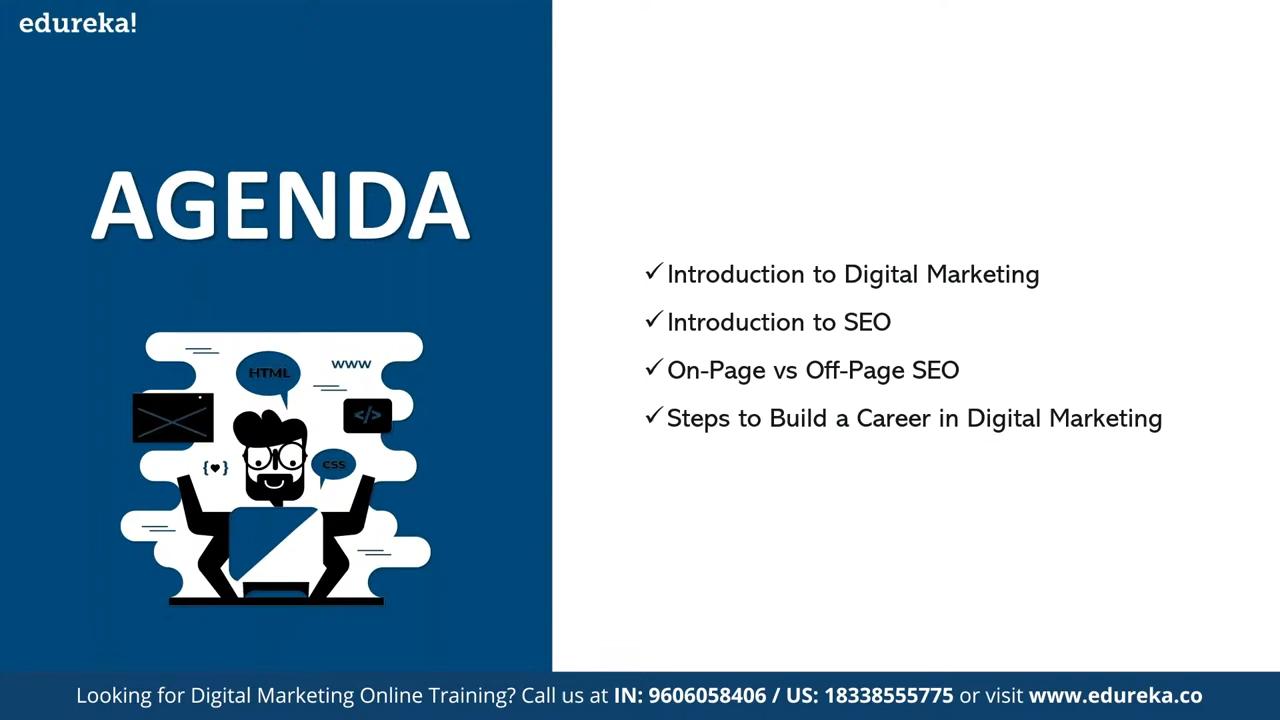 edureka!
AGENDA
✓Introduction to Digital Marketing
✓Introduction to SEO
✓On-Page vs Off-Page SEO
✓Steps to Build a Career in Digital Marketing
HTML
www
</>
{♥}
CSS
Looking for Digital Marketing Online Training? Call us at IN: 9606058406 / US: 18338555775 or visit www.edureka.co